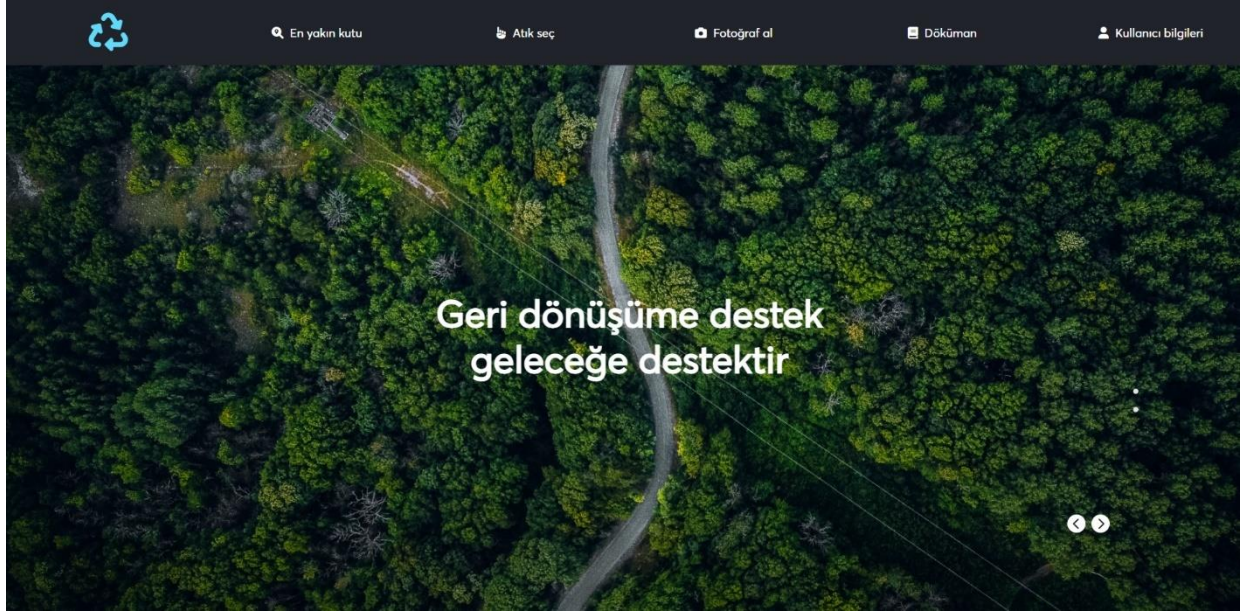 En yakın kutu
Atık seç
Fotoğraf al
Döküman
Kullanıcı bilgileri
Geri dönüşüme destek
geleceğe destektir